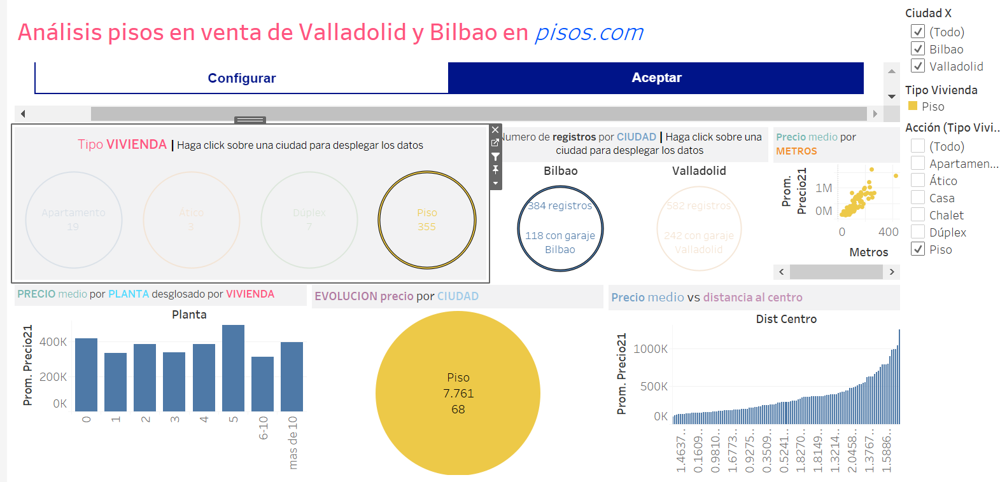 Análisis pisos en venta de Valladolid y Bilbao en pisos.com
Configurar
Aceptar
Ciudad X
(Todo)
Bilbao
Valladolid
Tipo Vivienda
Piso
Acción (Tipo Vivi..
(Todo)
Apartamen...
Ático
Casa
Chalet
Dúplex
Piso
Tipo VIVIENDA | Haga click sobre una ciudad para desplegar los datos
Apartamento
19
Ático
3
Dúplex
7
Piso
355
Numero de registros por CIUDAD | Haga click sobre una
ciudad para desplegar los datos
Bilbao
384 registros
118 con garaje
Bilbao
Valladolid
582 registros
242 con garaje
Valladolid
Precio medio por
METROS
Prom.
Precio21
1M
0M
0
400
Metros
PRECIO medio por PLANTA desglosado por VIVIENDA
Planta
Prom. Precio21
400K
200K
0K
0
1
2
3
4
5
6-10
mas de 10
EVOLUCION precio por CIUDAD
Piso
7.761
68
Precio medio vs distancia al centro
Dist Centro
Prom. Precio21
1000K
500K
0K
1.4637..
0.1609..
0.9810..
1.6773..
0.9275..
0.3509..
0.5241..
1.8270..
1.8149..
1.3214..
2.0458..
1.3767..
1.5886..